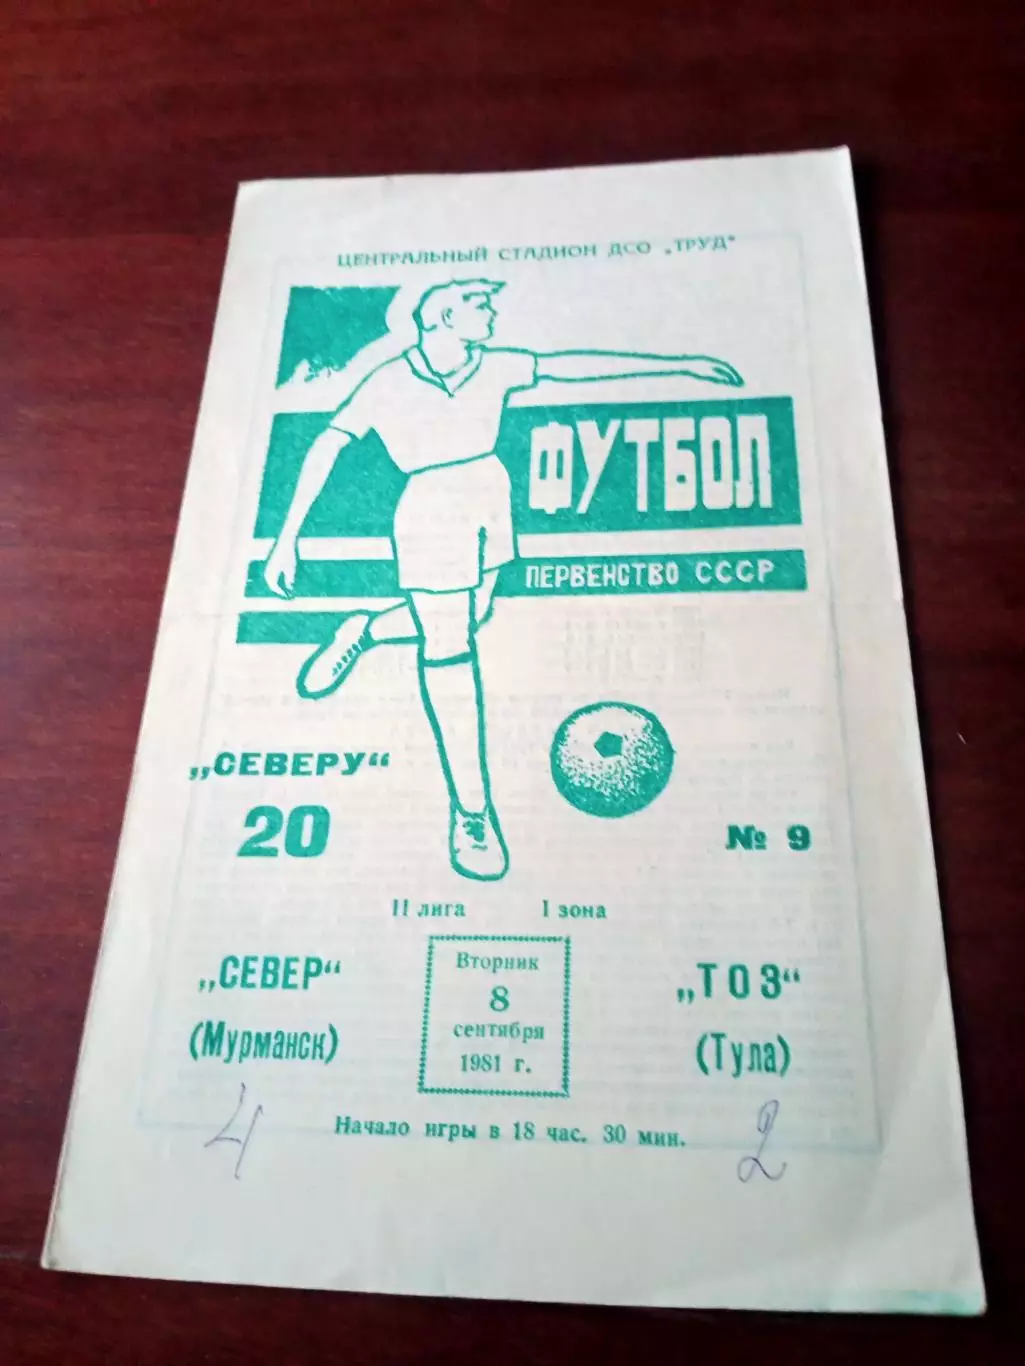 ЦЕНТРАЛЬНЫЙ СТАДИОН ДСО „ТРУД"
ФУТБОЛ
ПЕРВЕНСТВО СССР
„СЕВЕРУ"
20
№ 9
II лига I зона
„СЕВЕР"
(Мурманск)
Вторник
8
сентября
1981 г.
„ТОЗ"
(Тула)
4
2
Начало игры в 18 час. 30 мин.